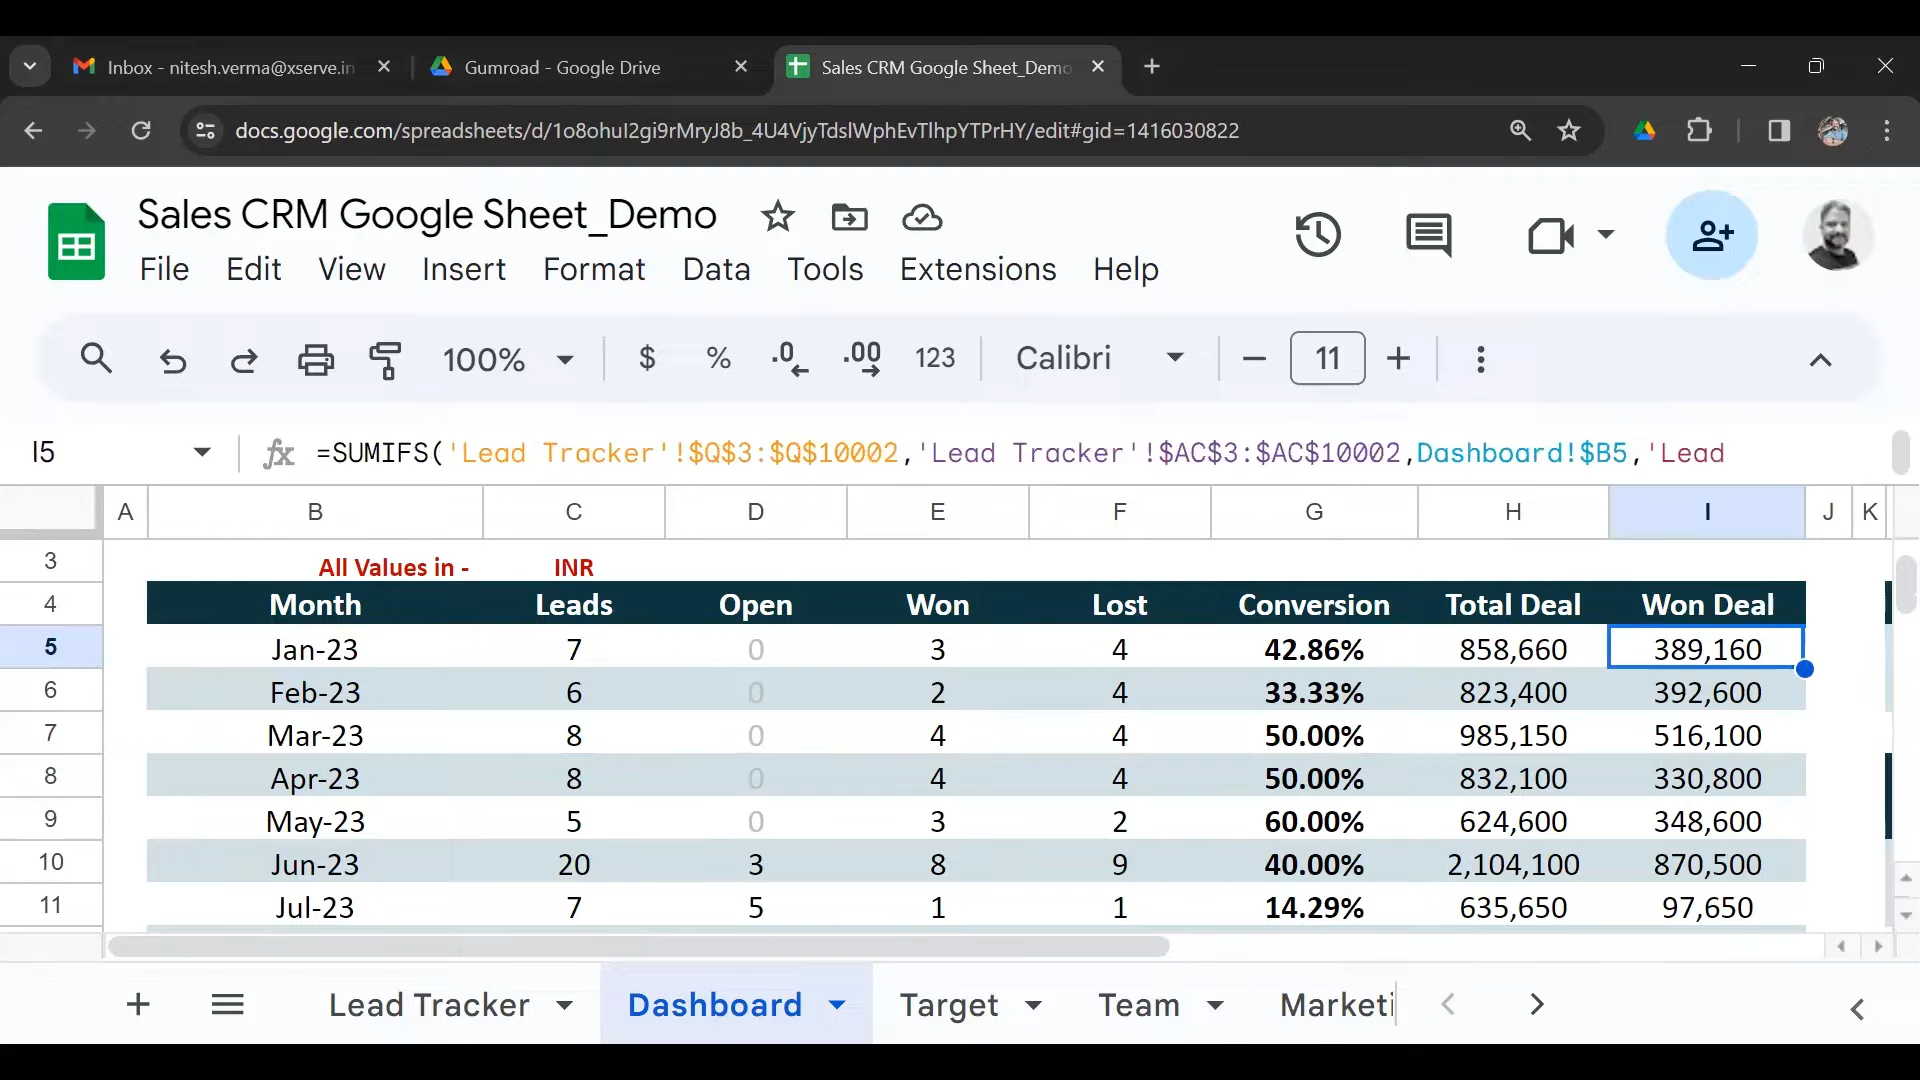 Inbox - nitesh.verma@xserve.in
Gumroad - Google Drive
Sales CRM Google Sheet_Demo
docs.google.com/spreadsheets/d/1o8ohuI2gi9rMryJ8b_4U4VjyTdslWphEvTlhpYTPrHY/edit#gid=1416030822
Sales CRM Google Sheet_Demo
File Edit View Insert Format Data Tools Extensions Help
100% $ % .0 .00 123 Calibri 11
I5 fx =SUMIFS('Lead Tracker'!$Q$3:$Q$10002,'Lead Tracker'!$AC$3:$AC$10002,Dashboard!$B5,'Lead
A B C D E F G H I J K
3 All Values in - INR
4 Month Leads Open Won Lost Conversion Total Deal Won Deal
5 Jan-23 7 0 3 4 42.86% 858,660 389,160
6 Feb-23 6 0 2 4 33.33% 823,400 392,600
7 Mar-23 8 0 4 4 50.00% 985,150 516,100
8 Apr-23 8 0 4 4 50.00% 832,100 330,800
9 May-23 5 0 3 2 60.00% 624,600 348,600
10 Jun-23 20 3 8 9 40.00% 2,104,100 870,500
11 Jul-23 7 5 1 1 14.29% 635,650 97,650
Lead Tracker Dashboard Target Team Marketi